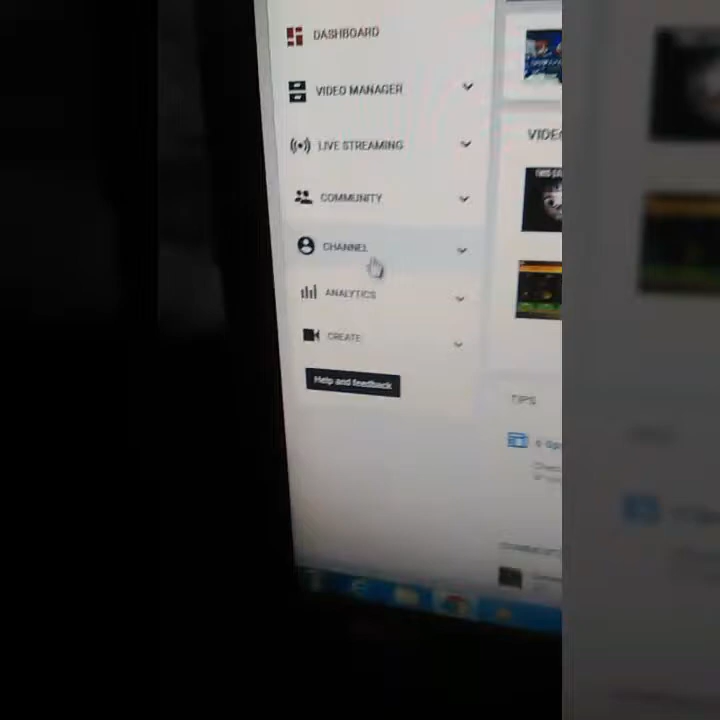 DASHBOARD
VIDEO MANAGER
LIVE STREAMING
COMMUNITY
CHANNEL
ANALYTICS
CREATE
Help and feedback
TIPS